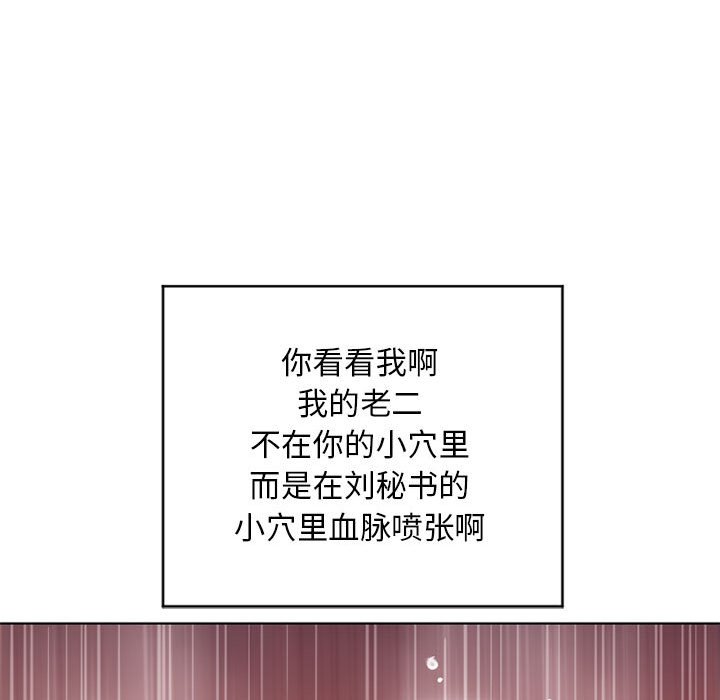 你看看我啊
我的老二
不在你的小穴里
而是在刘秘书的
小穴里血脉喷张啊